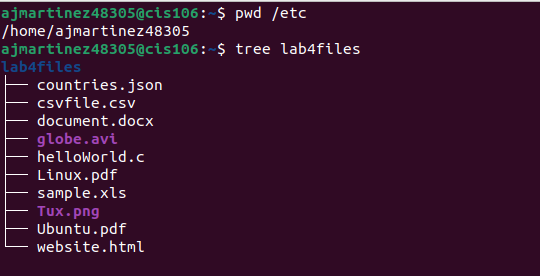 ajmartinez48305@cis106:~$ pwd /etc
/home/ajmartinez48305
ajmartinez48305@cis106:~$ tree lab4files
lab4files
├── countries.json
├── csvfile.csv
├── document.docx
├── globe.avi
├── helloWorld.c
├── Linux.pdf
├── sample.xls
├── Tux.png
├── Ubuntu.pdf
└── website.html